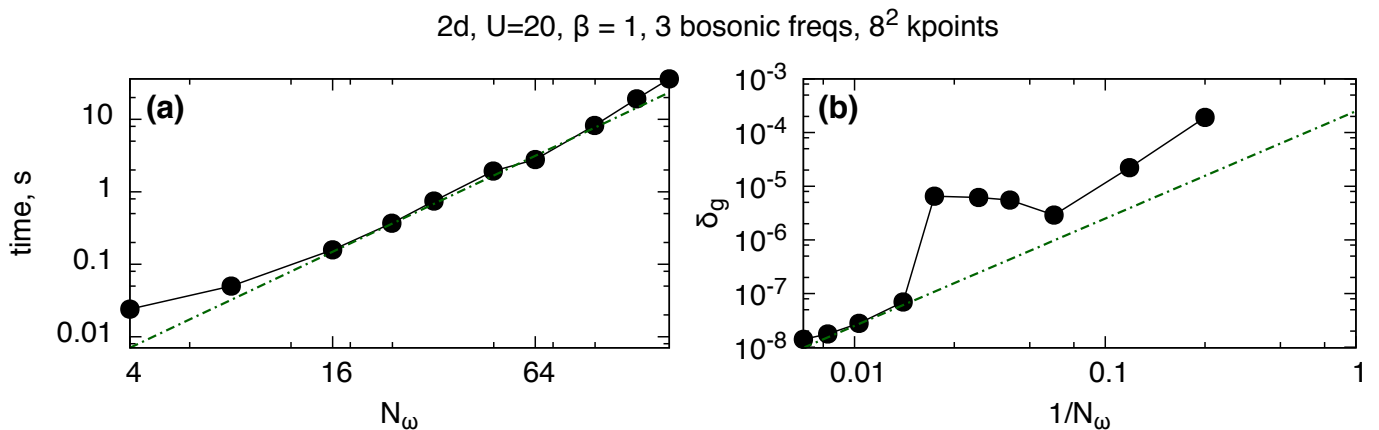 2d, U=20, β = 1, 3 bosonic freqs, 8² kpoints
(a)
time, s
10
1
0.1
0.01
4 16 64
N_ω
(b)
δ_g
10⁻³
10⁻⁴
10⁻⁵
10⁻⁶
10⁻⁷
10⁻⁸
0.01 0.1 1
1/N_ω